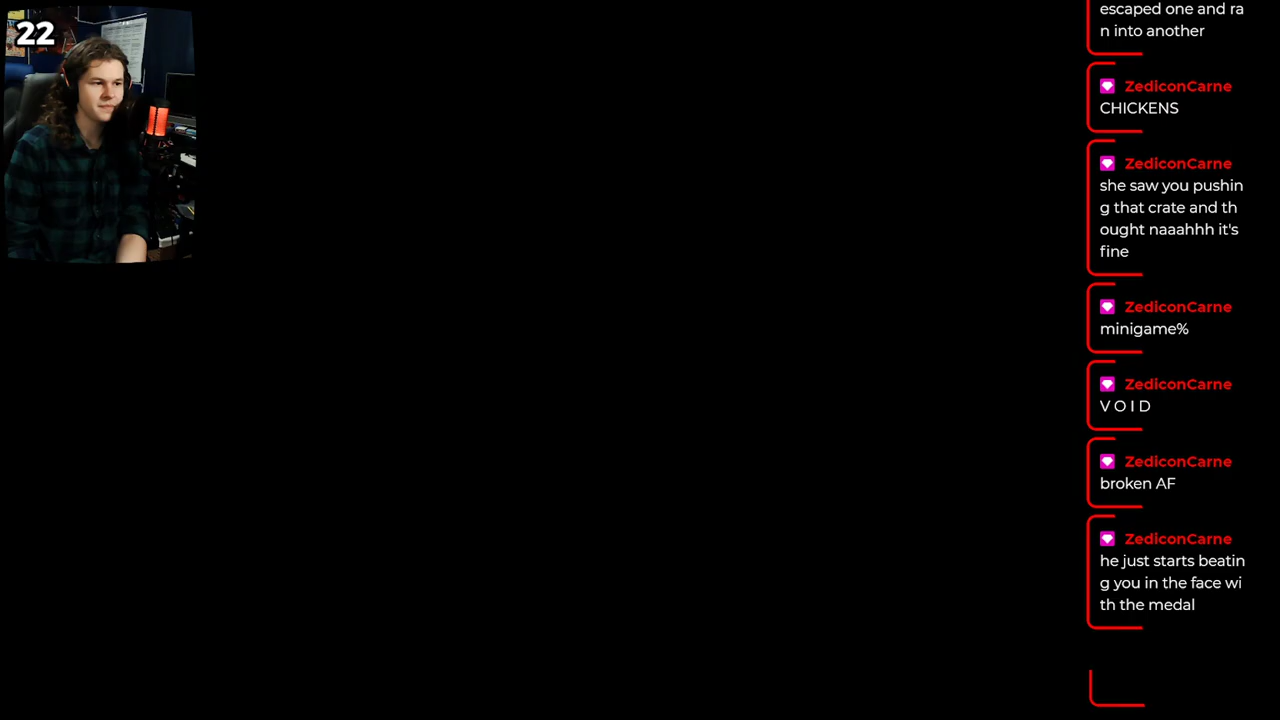 22
escaped one and ra
n into another
ZediconCarne
CHICKENS
ZediconCarne
she saw you pushin
g that crate and th
ought naaahhh it's
fine
ZediconCarne
minigame%
ZediconCarne
V O I D
ZediconCarne
broken AF
ZediconCarne
he just starts beatin
g you in the face wi
th the medal